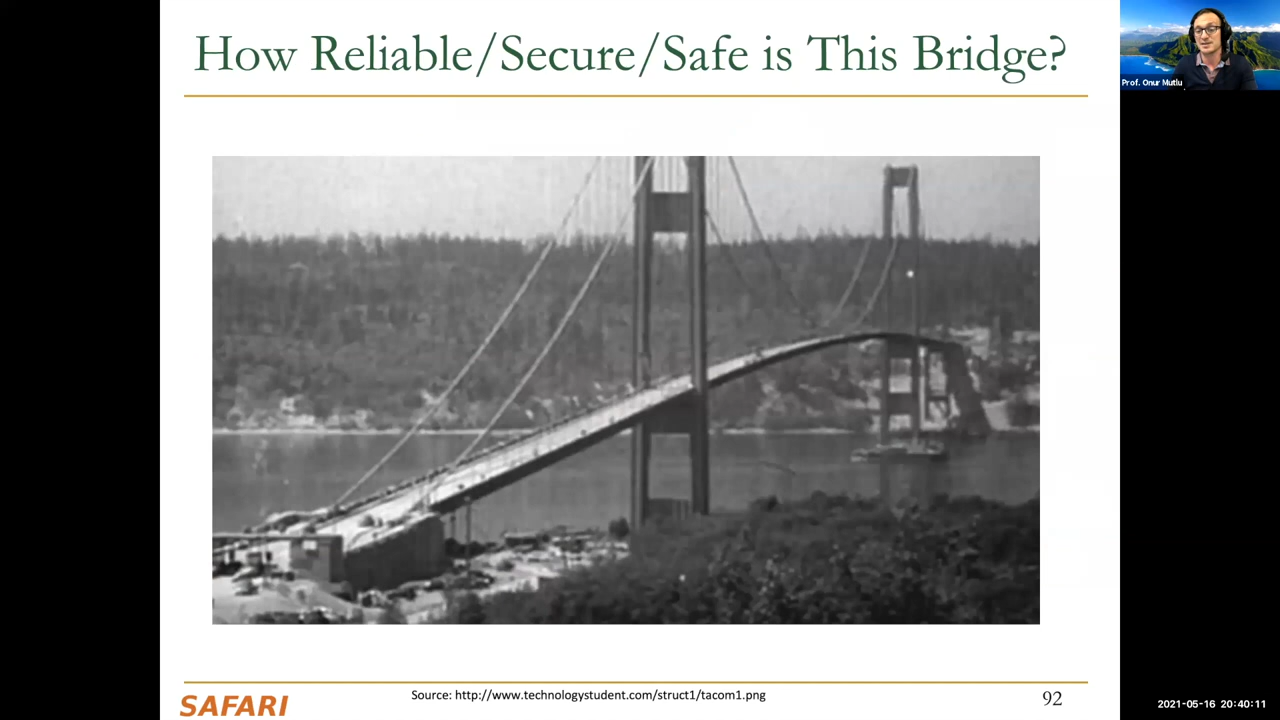 How Reliable/Secure/Safe is This Bridge?
Prof. Onur Mutlu
Source: http://www.technologystudent.com/struct1/tacom1.png
92
SAFARI
2021-05-16 20:40:11